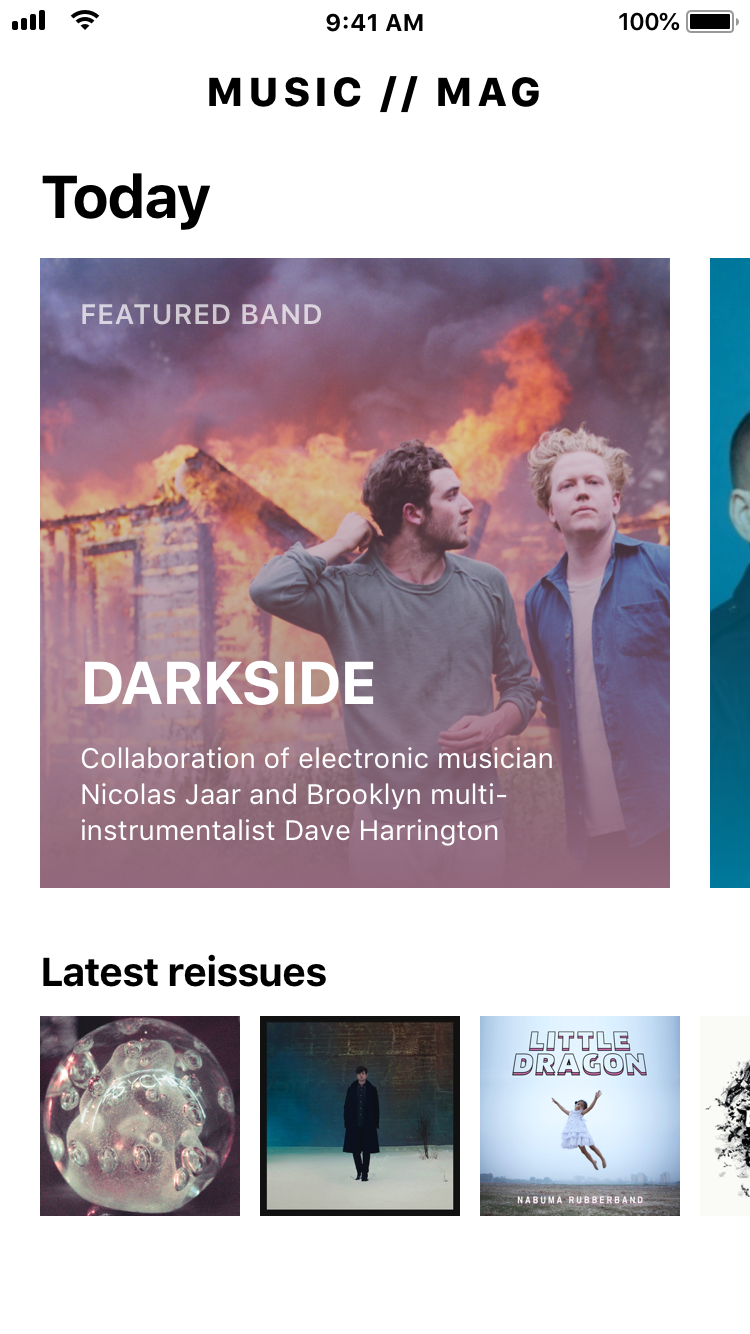 9:41 AM
100%
MUSIC // MAG
Today
FEATURED BAND
DARKSIDE
Collaboration of electronic musician
Nicolas Jaar and Brooklyn multi-
instrumentalist Dave Harrington
Latest reissues
LITTLE
DRAGON
NABUMA RUBBERBAND